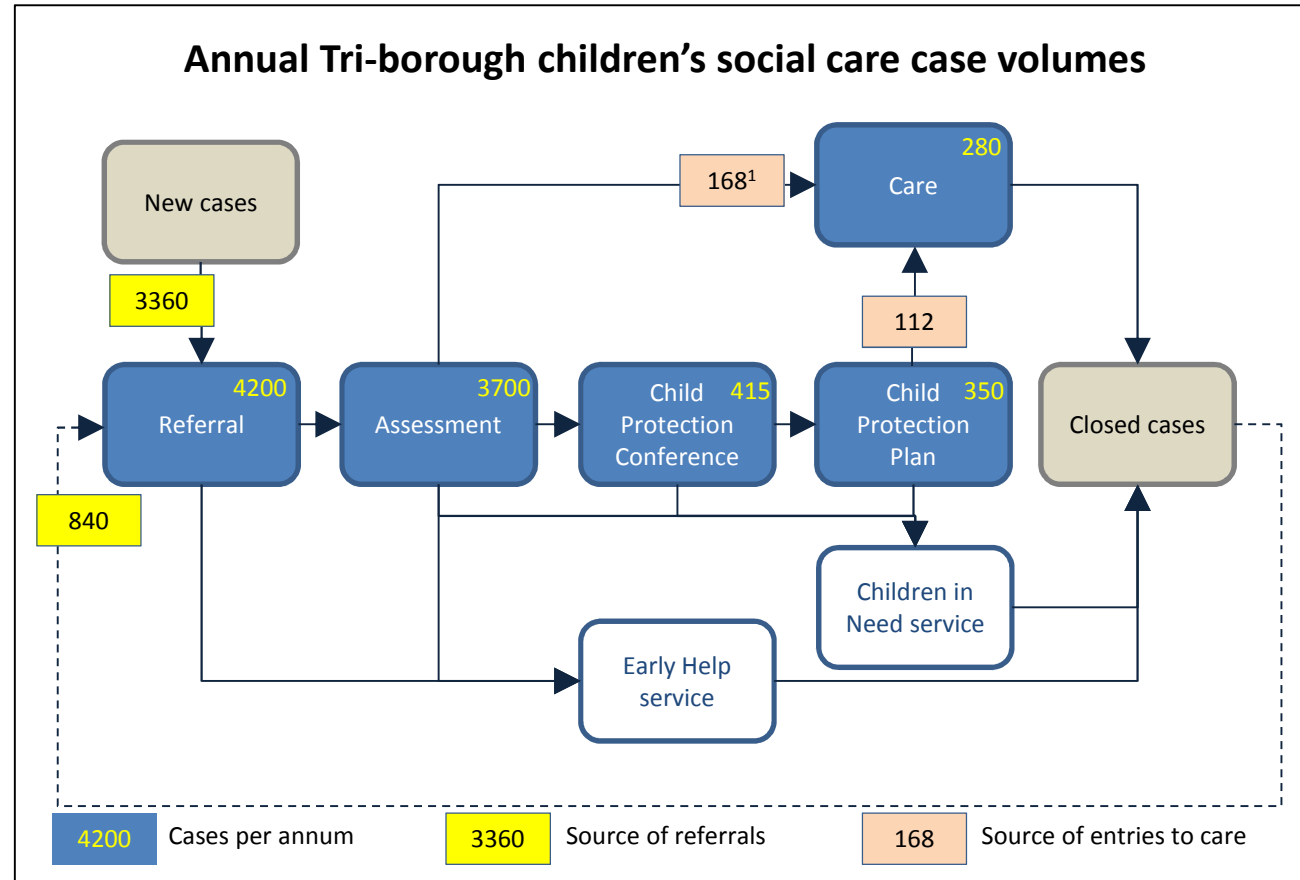 Annual Tri-borough children’s social care case volumes
New cases
3360
168¹
280
Care
112
4200
Referral
3700
Assessment
Child
Protection
Conference
415
Child
Protection
Plan
350
Closed cases
840
Children in
Need service
Early Help
service
4200
Cases per annum
3360
Source of referrals
168
Source of entries to care